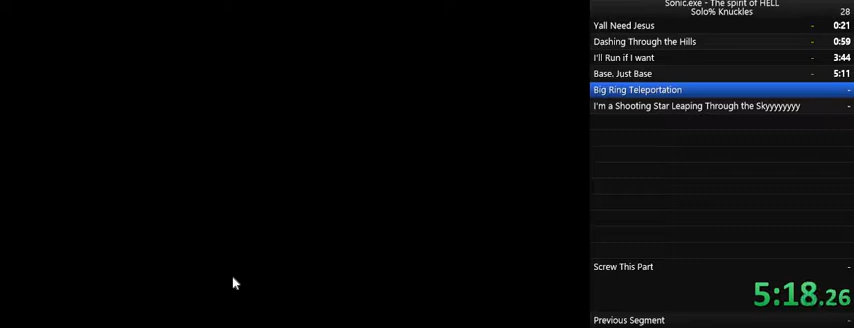 Sonic.exe - The spirit of HELL
Solo% Knuckles 28
Yall Need Jesus - 0:21
Dashing Through the Hills - 0:59
I'll Run if I want - 3:44
Base. Just Base - 5:11
Big Ring Teleportation -
I'm a Shooting Star Leaping Through the Skyyyyyyyy -
Screw This Part -
5:18.26
Previous Segment -